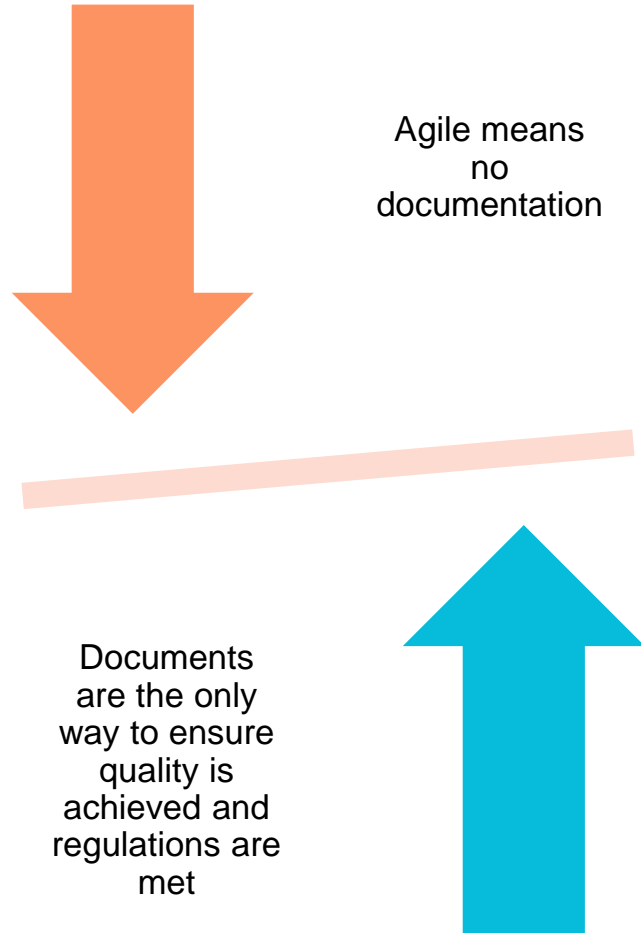 Agile means
no
documentation
Documents
are the only
way to ensure
quality is
achieved and
regulations are
met